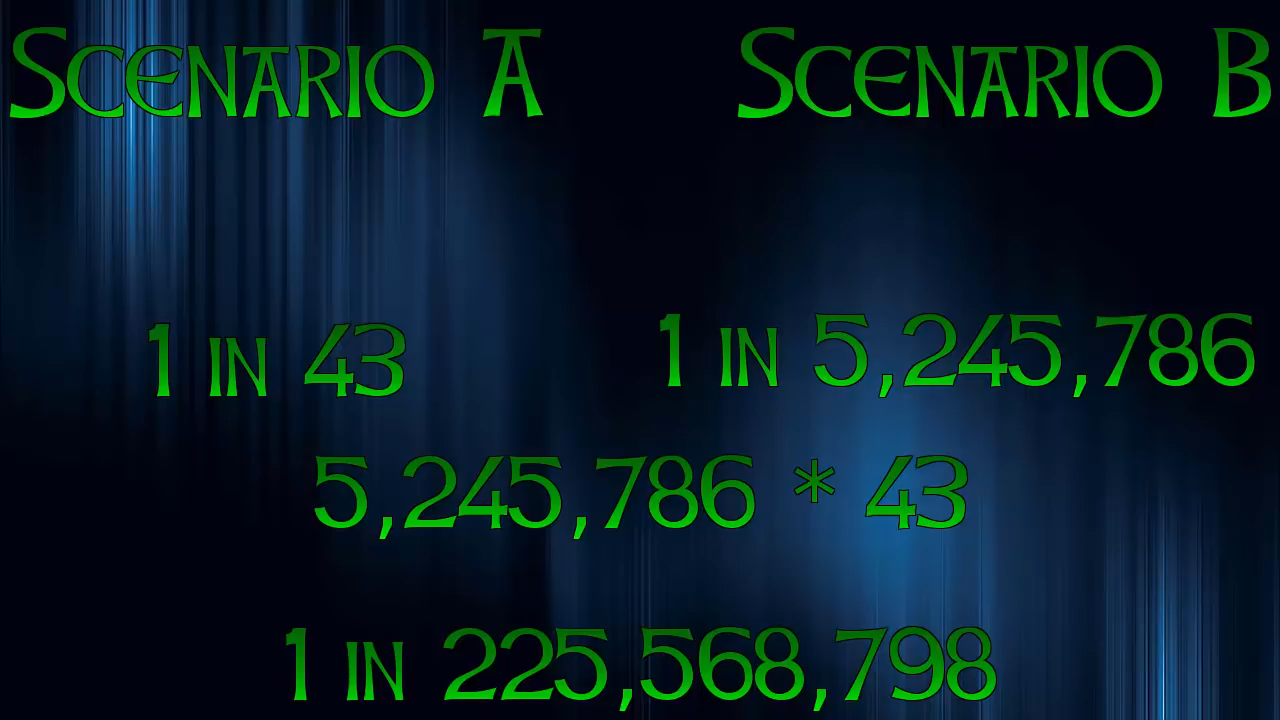 Scenario A
Scenario B
1 in 43
1 in 5,245,786
5,245,786 * 43
1 in 225,568,798